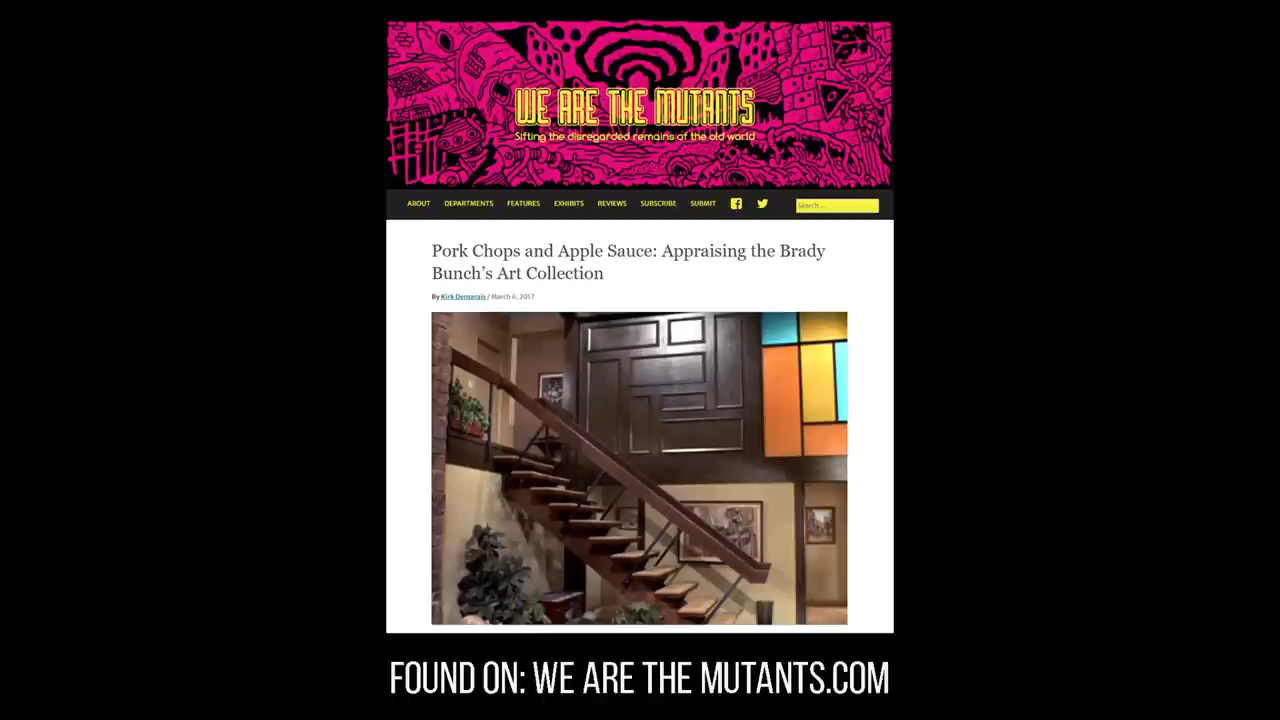 WE ARE THE MUTANTS
Sifting the disregarded remains of the old world
ABOUT DEPARTMENTS FEATURES EXHIBITS REVIEWS SUBSCRIBE SUBMIT Search ...
Pork Chops and Apple Sauce: Appraising the Brady
Bunch’s Art Collection
By Kirk Demarais / March 6, 2017
FOUND ON: WE ARE THE MUTANTS.COM